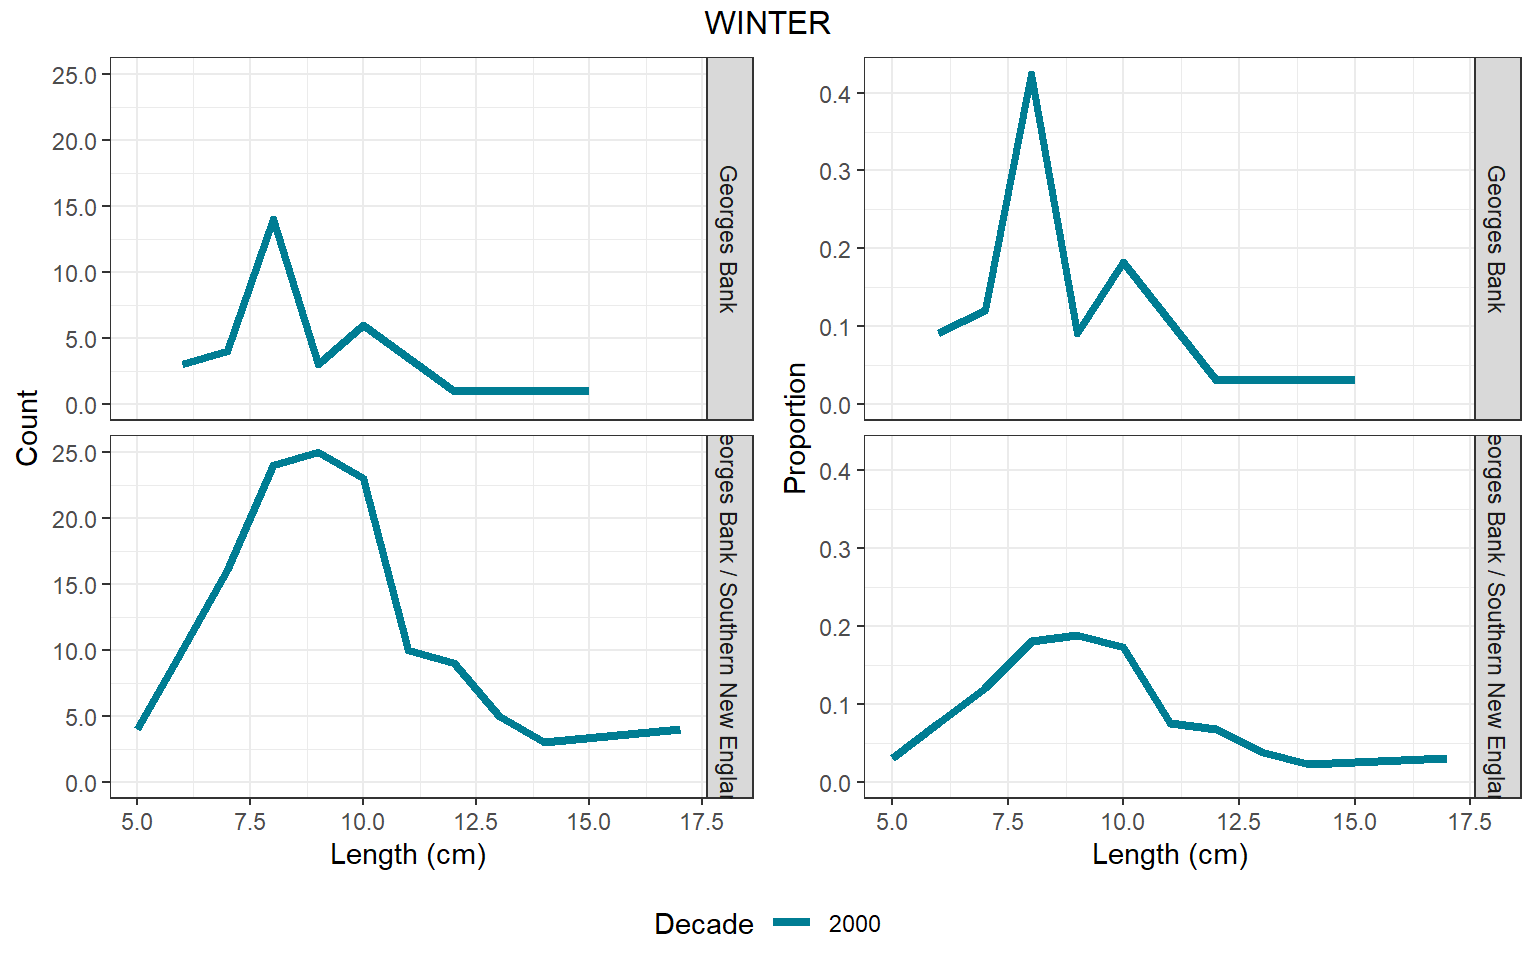 WINTER
Count
25.0
20.0
15.0
10.0
5.0
0.0
Georges Bank
25.0
20.0
15.0
10.0
5.0
0.0
eorges Bank / Southern New Englan
5.0 7.5 10.0 12.5 15.0 17.5
Length (cm)
Proportion
0.4
0.3
0.2
0.1
0.0
Georges Bank
0.4
0.3
0.2
0.1
0.0
eorges Bank / Southern New Englan
5.0 7.5 10.0 12.5 15.0 17.5
Length (cm)
Decade 2000